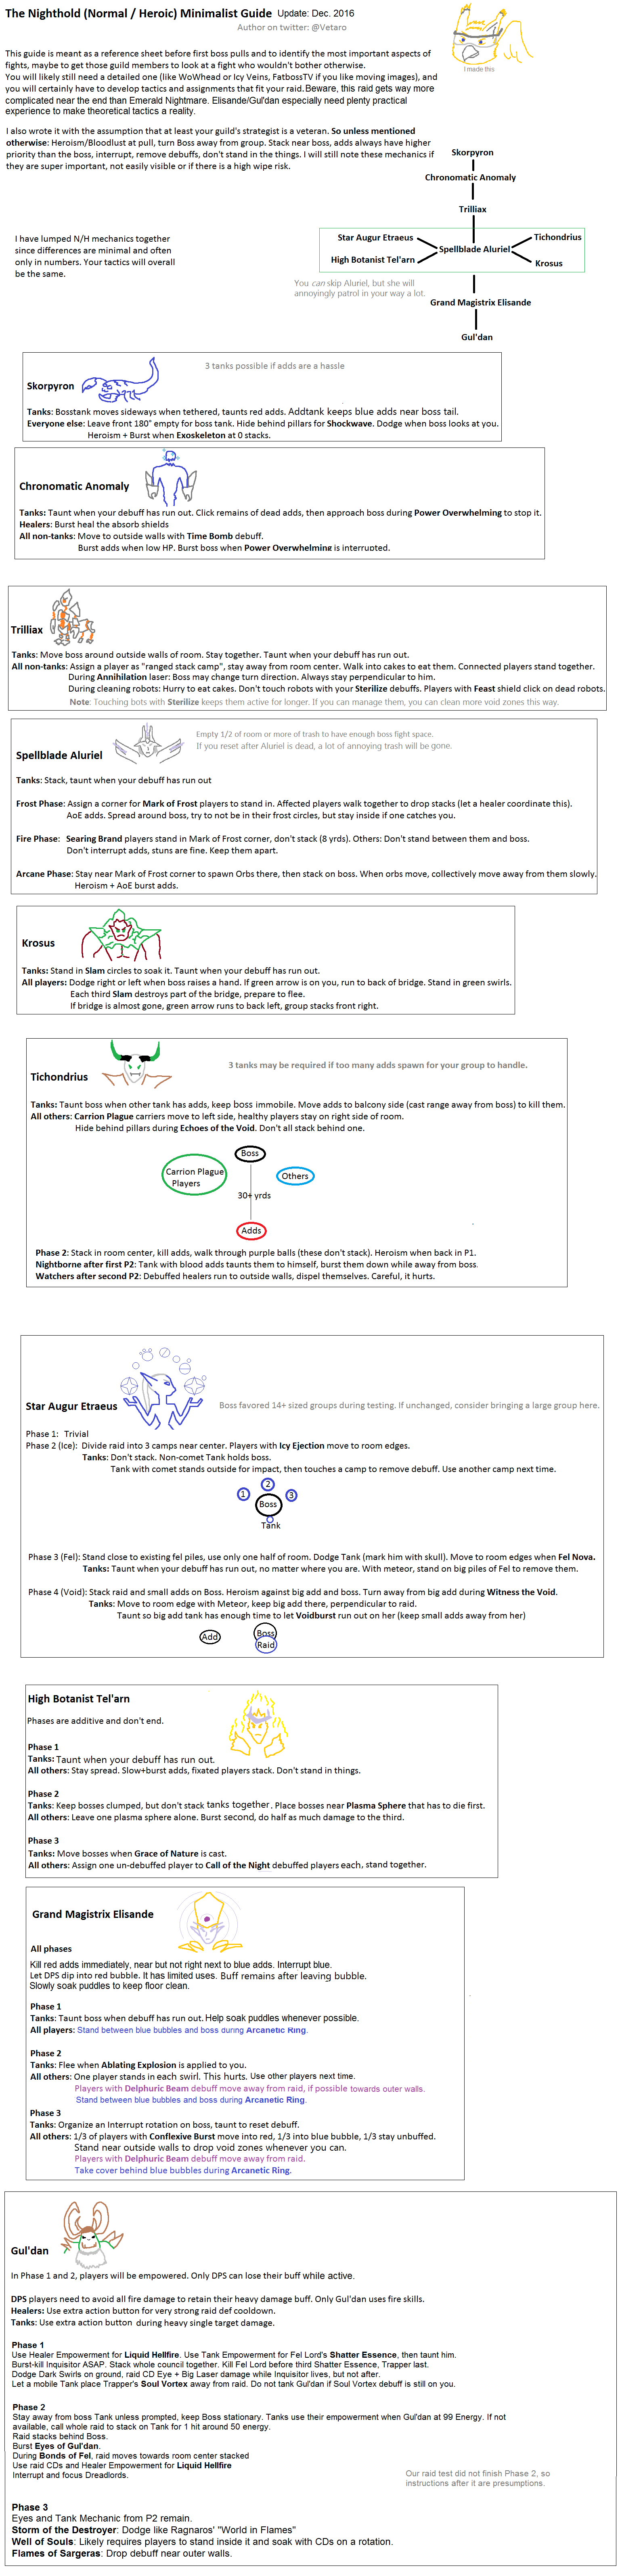 The Nighthold (Normal / Heroic) Minimalist Guide Update: Dec. 2016
Author on twitter: @Vetaro
I made this
This guide is meant as a reference sheet before first boss pulls and to identify the most important aspects of
fights, maybe to get those guild members to look at a fight who wouldn't bother otherwise.
You will likely still need a detailed one (like WoWhead or Icy Veins, FatbossTV if you like moving images), and
you will certainly have to develop tactics and assignments that fit your raid. Beware, this raid gets way more
complicated near the end than Emerald Nightmare. Elisande/Gul'dan especially need plenty practical
experience to make theoretical tactics a reality.
I also wrote it with the assumption that at least your guild's strategist is a veteran. So unless mentioned
otherwise: Heroism/Bloodlust at pull, turn Boss away from group. Stack near boss, adds always have higher
priority than the boss, interrupt, remove debuffs, don't stand in the things. I will still note these mechanics if
they are super important, not easily visible or if there is a high wipe risk.
Skorpyron
Chronomatic Anomaly
Trilliax
Star Augur Etraeus
Tichondrius
Spellblade Aluriel
High Botanist Tel'arn
Krosus
Grand Magistrix Elisande
Gul'dan
I have lumped N/H mechanics together
since differences are minimal and often
only in numbers. Your tactics will overall
be the same.
You can skip Aluriel, but she will
annoyingly patrol in your way a lot.
Skorpyron
3 tanks possible if adds are a hassle
Tanks: Bosstank moves sideways when tethered, taunts red adds. Addtank keeps blue adds near boss tail.
Everyone else: Leave front 180° empty for boss tank. Hide behind pillars for Shockwave. Dodge when boss looks at you.
Heroism + Burst when Exoskeleton at 0 stacks.
Chronomatic Anomaly
Tanks: Taunt when your debuff has run out. Click remains of dead adds, then approach boss during Power Overwhelming to stop it.
Healers: Burst heal the absorb shields
All non-tanks: Move to outside walls with Time Bomb debuff.
Burst adds when low HP. Burst boss when Power Overwhelming is interrupted.
Trilliax
Tanks: Move boss around outside walls of room. Stay together. Taunt when your debuff has run out.
All non-tanks: Assign a player as "ranged stack camp", stay away from room center. Walk into cakes to eat them. Connected players stand together.
During Annihilation laser: Boss may change turn direction. Always stay perpendicular to him.
During cleaning robots: Hurry to eat cakes. Don't touch robots with your Sterilize debuffs. Players with Feast shield click on dead robots.
Note: Touching bots with Sterilize keeps them active for longer. If you can manage them, you can clean more void zones this way.
Spellblade Aluriel
Empty 1/2 of room or more of trash to have enough boss fight space.
If you reset after Aluriel is dead, a lot of annoying trash will be gone.
Tanks: Stack, taunt when your debuff has run out
Frost Phase: Assign a corner for Mark of Frost players to stand in. Affected players walk together to drop stacks (let a healer coordinate this).
AoE adds. Spread around boss, try to not be in their frost circles, but stay inside if one catches you.
Fire Phase: Searing Brand players stand in Mark of Frost corner, don't stack (8 yrds). Others: Don't stand between them and boss.
Don't interrupt adds, stuns are fine. Keep them apart.
Arcane Phase: Stay near Mark of Frost corner to spawn Orbs there, then stack on boss. When orbs move, collectively move away from them slowly.
Heroism + AoE burst adds.
Krosus
Tanks: Stand in Slam circles to soak it. Taunt when your debuff has run out.
All players: Dodge right or left when boss raises a hand. If green arrow is on you, run to back of bridge. Stand in green swirls.
Each third Slam destroys part of the bridge, prepare to flee.
If bridge is almost gone, green arrow runs to back left, group stacks front right.
Tichondrius
3 tanks may be required if too many adds spawn for your group to handle.
Tanks: Taunt boss when other tank has adds, keep boss immobile. Move adds to balcony side (cast range away from boss) to kill them.
All others: Carrion Plague carriers move to left side, healthy players stay on right side of room.
Hide behind pillars during Echoes of the Void. Don't all stack behind one.
Boss
Carrion Plague
Players
Others
30+ yrds
Adds
Phase 2: Stack in room center, kill adds, walk through purple balls (these don't stack). Heroism when back in P1.
Nightborne after first P2: Tank with blood adds taunts them to himself, burst them down while away from boss.
Watchers after second P2: Debuffed healers run to outside walls, dispel themselves. Careful, it hurts.
Star Augur Etraeus
Boss favored 14+ sized groups during testing. If unchanged, consider bringing a large group here.
Phase 1: Trivial
Phase 2 (Ice): Divide raid into 3 camps near center. Players with Icy Ejection move to room edges.
Tanks: Don't stack. Non-comet Tank holds boss.
Tank with comet stands outside for impact, then touches a camp to remove debuff. Use another camp next time.
2
1
3
Boss
Tank
Phase 3 (Fel): Stand close to existing fel piles, use only one half of room. Dodge Tank (mark him with skull). Move to room edges when Fel Nova.
Tanks: Taunt when your debuff has run out, no matter where you are. With meteor, stand on big piles of Fel to remove them.
Phase 4 (Void): Stack raid and small adds on Boss. Heroism against big add and boss. Turn away from big add during Witness the Void.
Tanks: Move to room edge with Meteor, keep big add there, perpendicular to raid.
Taunt so big add tank has enough time to let Voidburst run out on her (keep small adds away from her)
Add
Boss
Raid
High Botanist Tel'arn
Phases are additive and don't end.
Phase 1
Tanks: Taunt when your debuff has run out.
All others: Stay spread. Slow+burst adds, fixated players stack. Don't stand in things.
Phase 2
Tanks: Keep bosses clumped, but don't stack tanks together. Place bosses near Plasma Sphere that has to die first.
All others: Leave one plasma sphere alone. Burst second, do half as much damage to the third.
Phase 3
Tanks: Move bosses when Grace of Nature is cast.
All others: Assign one un-debuffed player to Call of the Night debuffed players each, stand together.
Grand Magistrix Elisande
All phases
Kill red adds immediately, near but not right next to blue adds. Interrupt blue.
Let DPS dip into red bubble. It has limited uses. Buff remains after leaving bubble.
Slowly soak puddles to keep floor clean.
Phase 1
Tanks: Taunt boss when debuff has run out. Help soak puddles whenever possible.
All players: Stand between blue bubbles and boss during Arcanetic Ring.
Phase 2
Tanks: Flee when Ablating Explosion is applied to you.
All others: One player stands in each swirl. This hurts. Use other players next time.
Players with Delphuric Beam debuff move away from raid, if possible towards outer walls.
Stand between blue bubbles and boss during Arcanetic Ring.
Phase 3
Tanks: Organize an Interrupt rotation on boss, taunt to reset debuff.
All others: 1/3 of players with Conflexive Burst move into red, 1/3 into blue bubble, 1/3 stay unbuffed.
Stand near outside walls to drop void zones whenever you can.
Players with Delphuric Beam debuff move away from raid.
Take cover behind blue bubbles during Arcanetic Ring.
Gul'dan
In Phase 1 and 2, players will be empowered. Only DPS can lose their buff while active.
DPS players need to avoid all fire damage to retain their heavy damage buff. Only Gul'dan uses fire skills.
Healers: Use extra action button for very strong raid def cooldown.
Tanks: Use extra action button during heavy single target damage.
Phase 1
Use Healer Empowerment for Liquid Hellfire. Use Tank Empowerment for Fel Lord's Shatter Essence, then taunt him.
Burst-kill Inquisitor ASAP. Stack whole council together. Kill Fel Lord before third Shatter Essence, Trapper last.
Dodge Dark Swirls on ground, raid CD Eye + Big Laser damage while Inquisitor lives, but not after.
Let a mobile Tank place Trapper's Soul Vortex away from raid. Do not tank Gul'dan if Soul Vortex debuff is still on you.
Phase 2
Stay away from boss Tank unless prompted, keep Boss stationary. Tanks use their empowerment when Gul'dan at 99 Energy. If not
available, call whole raid to stack on Tank for 1 hit around 50 energy.
Raid stacks behind Boss.
Burst Eyes of Gul'dan.
During Bonds of Fel, raid moves towards room center stacked
Use raid CDs and Healer Empowerment for Liquid Hellfire
Interrupt and focus Dreadlords.
Our raid test did not finish Phase 2, so
instructions after it are presumptions.
Phase 3
Eyes and Tank Mechanic from P2 remain.
Storm of the Destroyer: Dodge like Ragnaros' "World in Flames"
Well of Souls: Likely requires players to stand inside it and soak with CDs on a rotation.
Flames of Sargeras: Drop debuff near outer walls.